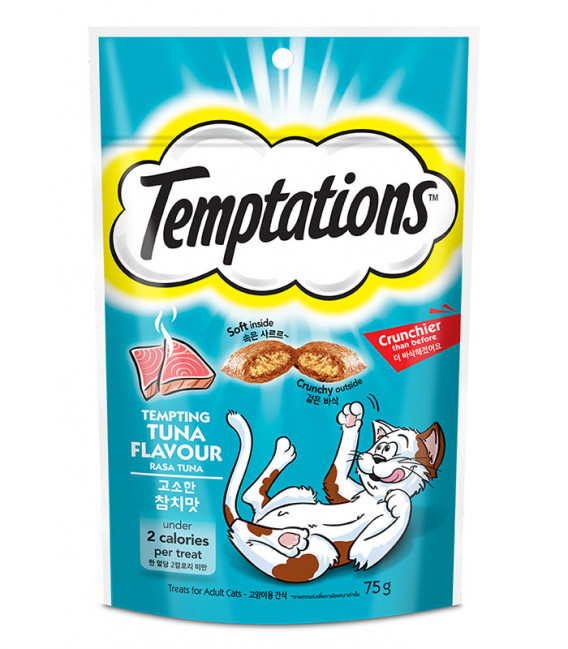 Temptations™
Soft inside
속은 사르르~
Crunchy outside
겉은 바삭
Crunchier
than before
더 바삭해졌어요
TEMPTING
TUNA
FLAVOUR
RASA TUNA
고소한
참치맛
under
2 calories
per treat
한 알당 2칼로리 미만
Treats for Adult Cats - 고양이용 간식
75g